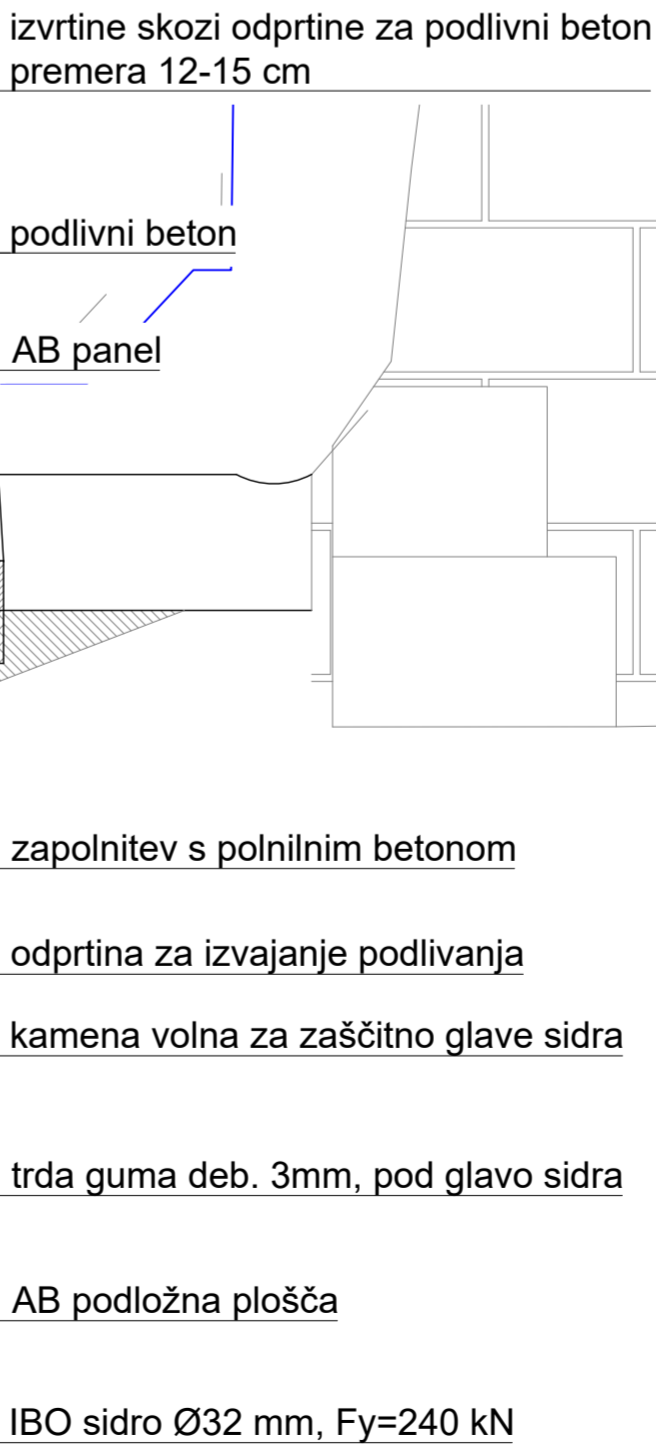 izvrtine skozi odprtine za podlivni beton
premera 12-15 cm
podlivni beton
AB panel
zapolnitev s polnilnim betonom
odprtina za izvajanje podlivanja
kamena volna za zaščitno glave sidra
trda guma deb. 3mm, pod glavo sidra
AB podložna plošča
IBO sidro Ø32 mm, Fy=240 kN